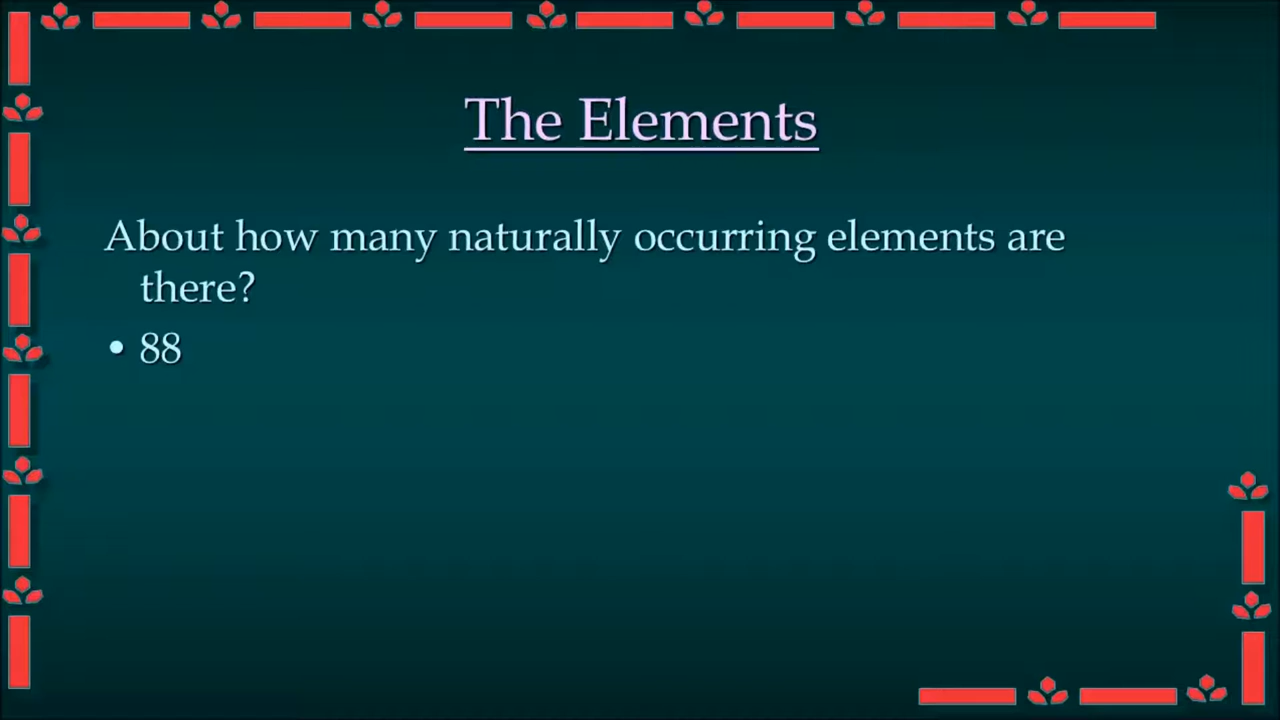 The Elements
About how many naturally occurring elements are
there?
• 88